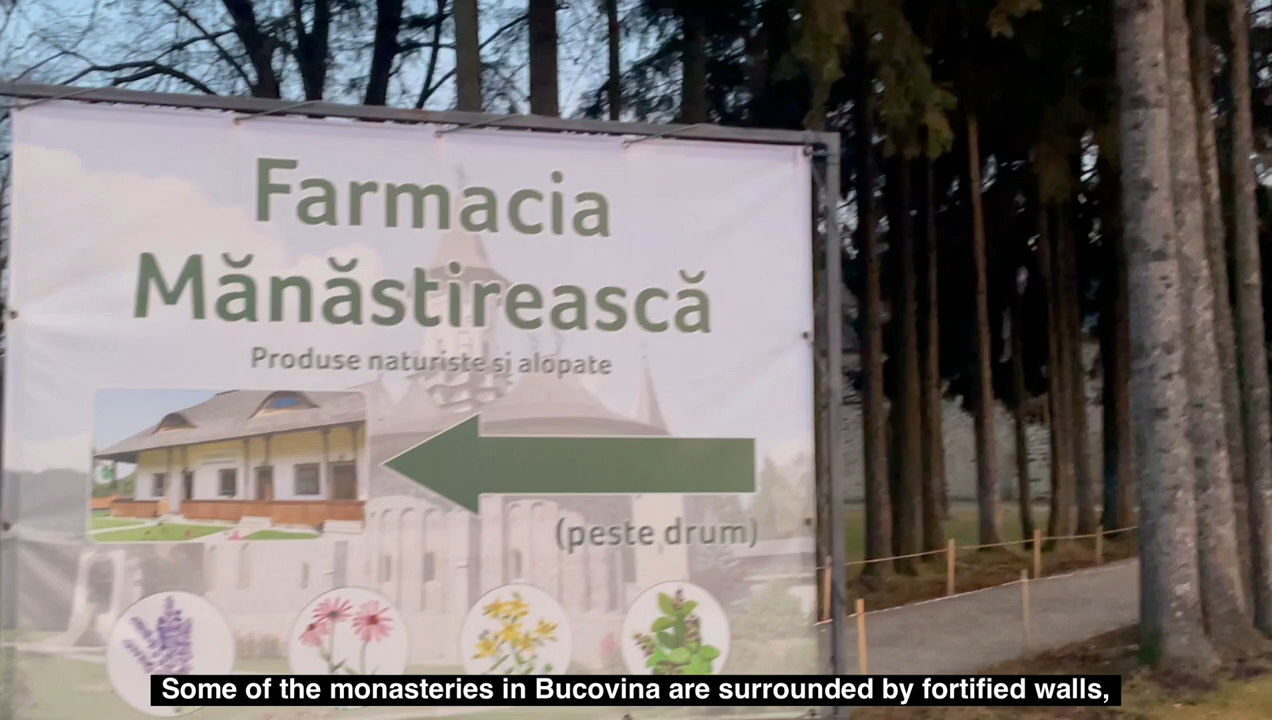 Farmacia
Mănăstirească
Produse naturiste și alopate
(peste drum)
Some of the monasteries in Bucovina are surrounded by fortified walls,